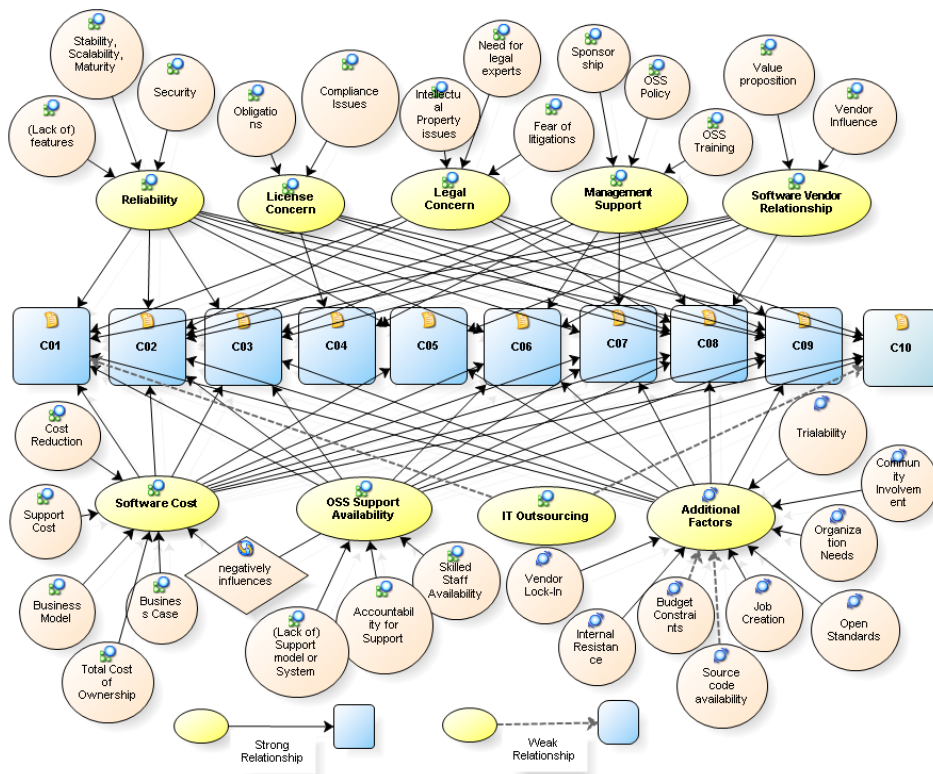 Stability,
Scalability,
Maturity
Need for
legal
experts
Sponsor
ship
OSS
Policy
Value
proposition
Security
Compliance
Issues
Obligatio
ns
Intellectu
al
Property
issues
Fear of
litigations
OSS
Training
Vendor
Influence
(Lack of)
features
Reliability
License
Concern
Legal
Concern
Management
Support
Software Vendor
Relationship
C01
C02
C03
C04
C05
C06
C07
C08
C09
C10
Cost
Reduction
Trialability
Support
Cost
Software Cost
OSS Support
Availability
IT Outsourcing
Additional
Factors
Commu
nity
Involvem
ent
Organiza
tion
Needs
Business
Model
Busines
s Case
negatively
influences
Skilled
Staff
Availability
Vendor
Lock-In
Total Cost
of
Ownership
(Lack of)
Support
model or
System
Accountabil
ity for
Support
Internal
Resista
nce
Budget
Constrai
nts
Source
code
availability
Job
Creation
Open
Standards
Strong
Relationship
Weak
Relationship